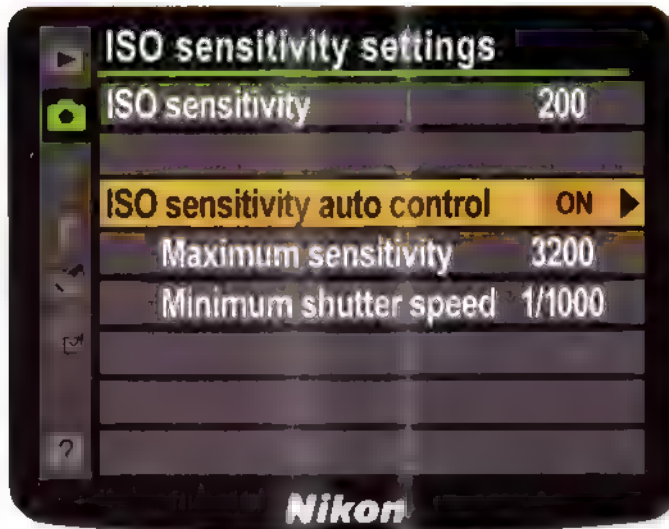 ISO sensitivity settings
ISO sensitivity 200
ISO sensitivity auto control ON
Maximum sensitivity 3200
Minimum shutter speed 1/1000
?
Nikon